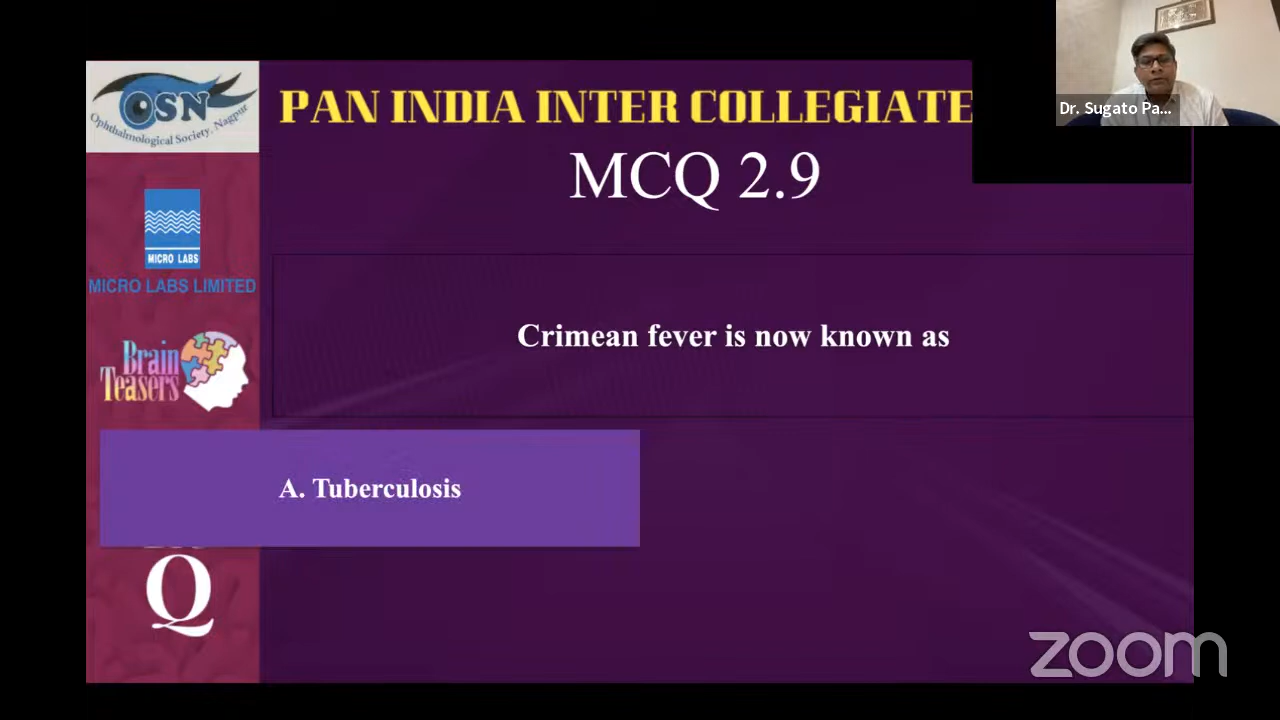 Dr. Sugato Pa...
OSN
Ophthalmological Society, Nagpur
PAN INDIA INTER COLLEGIATE
MCQ 2.9
MICRO LABS
MICRO LABS LIMITED
Crimean fever is now known as
Brain
Teasers
A. Tuberculosis
Q
zoom